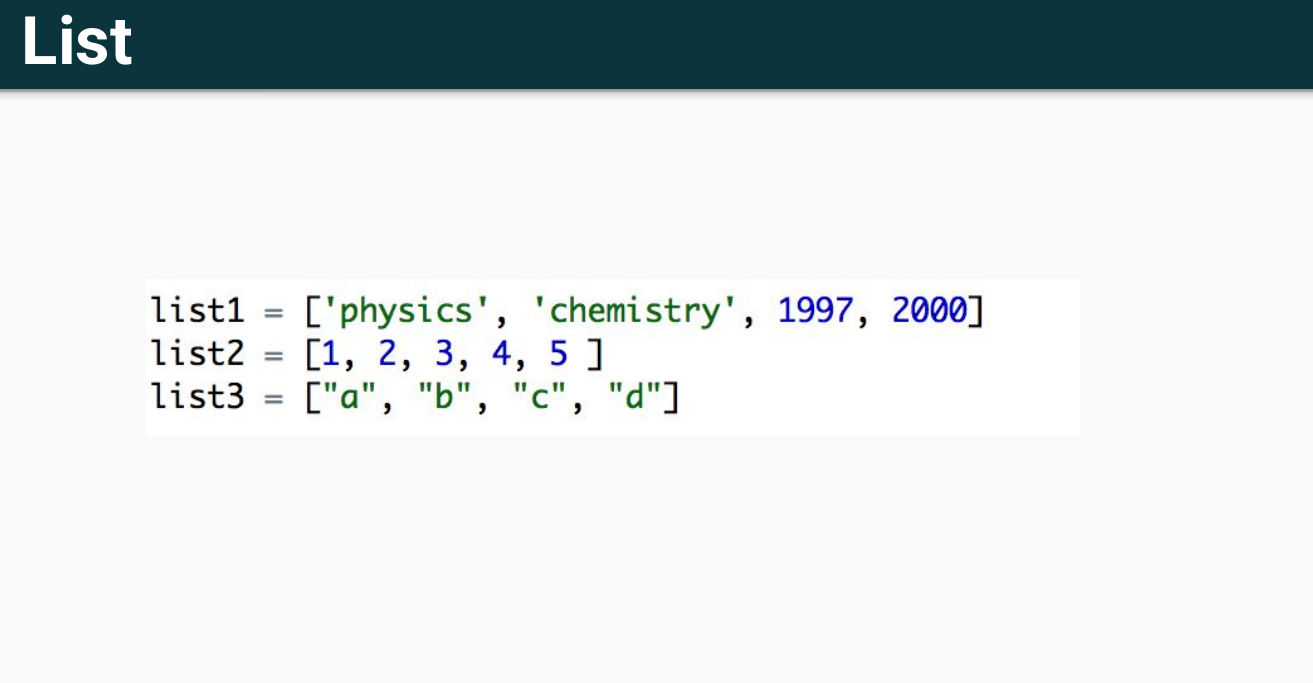 List
list1 = ['physics', 'chemistry', 1997, 2000]
list2 = [1, 2, 3, 4, 5 ]
list3 = ["a", "b", "c", "d"]